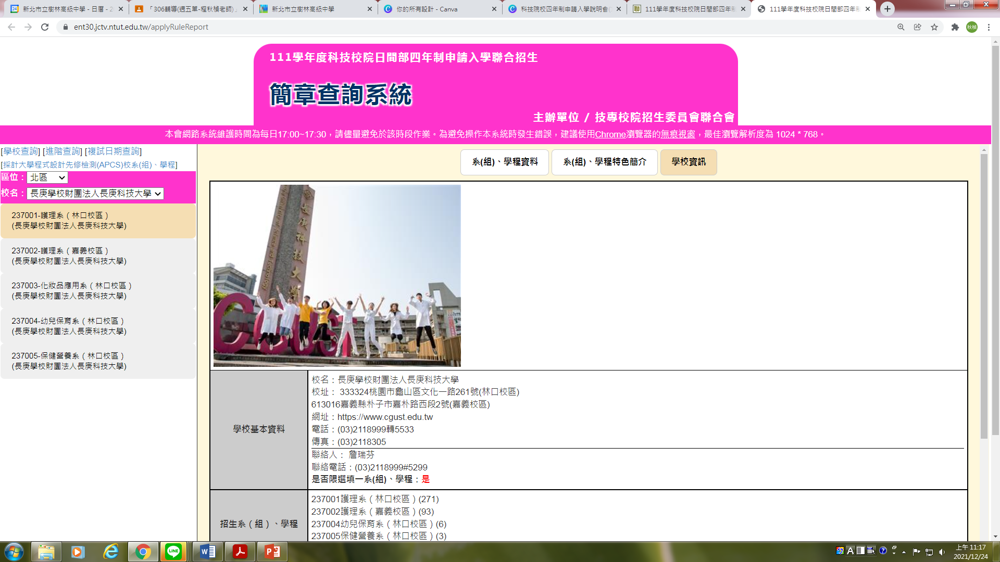 新北市立樹林高級中學 - 日曆 - 2
「306輔導(週五單-程秋楨老師)」
新北市立樹林高級中學
你的所有設計 - Canva
科技院校四年制申請入學說明會(
111學年度科技校院日間部四年制
111學年度科技校院日間部四年制
ent30.jctv.ntut.edu.tw/applyRuleReport
秋楨
111學年度科技校院日間部四年制申請入學聯合招生
簡章查詢系統
主辦單位 / 技專校院招生委員會聯合會
本會網路系統維護時間為每日17:00~17:30，請儘量避免於該時段作業。為避免操作本系統時發生錯誤，建議使用Chrome瀏覽器的無痕視窗，最佳瀏覽解析度為 1024 * 768。
[學校查詢] [進階查詢] [複試日期查詢]
[採計大學程式設計先修檢測(APCS)校系(組)、學程]
區位：北區
校名：長庚學校財團法人長庚科技大學
237001-護理系（林口校區）
(長庚學校財團法人長庚科技大學)
237002-護理系（嘉義校區）
(長庚學校財團法人長庚科技大學)
237003-化妝品應用系（林口校區）
(長庚學校財團法人長庚科技大學)
237004-幼兒保育系（林口校區）
(長庚學校財團法人長庚科技大學)
237005-保健營養系（林口校區）
(長庚學校財團法人長庚科技大學)
系(組)、學程資料
系(組)、學程特色簡介
學校資訊
長庚科技大學
學校基本資料
校名：長庚學校財團法人長庚科技大學
校址： 333324桃園市龜山區文化一路261號(林口校區)
613016嘉義縣朴子市嘉朴路西段2號(嘉義校區)
網址：https://www.cgust.edu.tw
電話：(03)2118999轉5533
傳真：(03)2118305
聯絡人： 詹瑞芬
聯絡電話：(03)2118999#5299
是否限選填一系(組)、學程：是
招生系（組）、學程
237001護理系（林口校區）(271)
237002護理系（嘉義校區）(93)
237004幼兒保育系（林口校區）(6)
237005保健營養系（林口校區）(3)
上午 11:17
2021/12/24